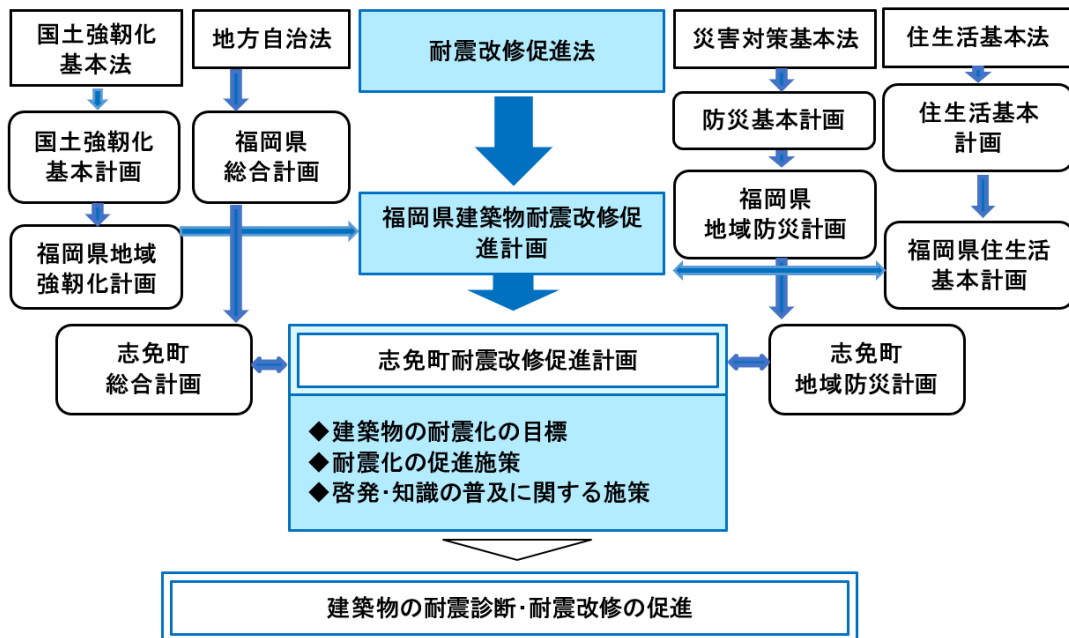 国土強靭化
基本法
地方自治法
耐震改修促進法
災害対策基本法
住生活基本法
国土強靭化
基本計画
福岡県
総合計画
防災基本計画
住生活基本
計画
福岡県地域
強靭化計画
福岡県建築物耐震改修促
進計画
福岡県
地域防災計画
福岡県住生活
基本計画
志免町
総合計画
志免町耐震改修促進計画
志免町
地域防災計画
◆建築物の耐震化の目標
◆耐震化の促進施策
◆啓発・知識の普及に関する施策
建築物の耐震診断・耐震改修の促進